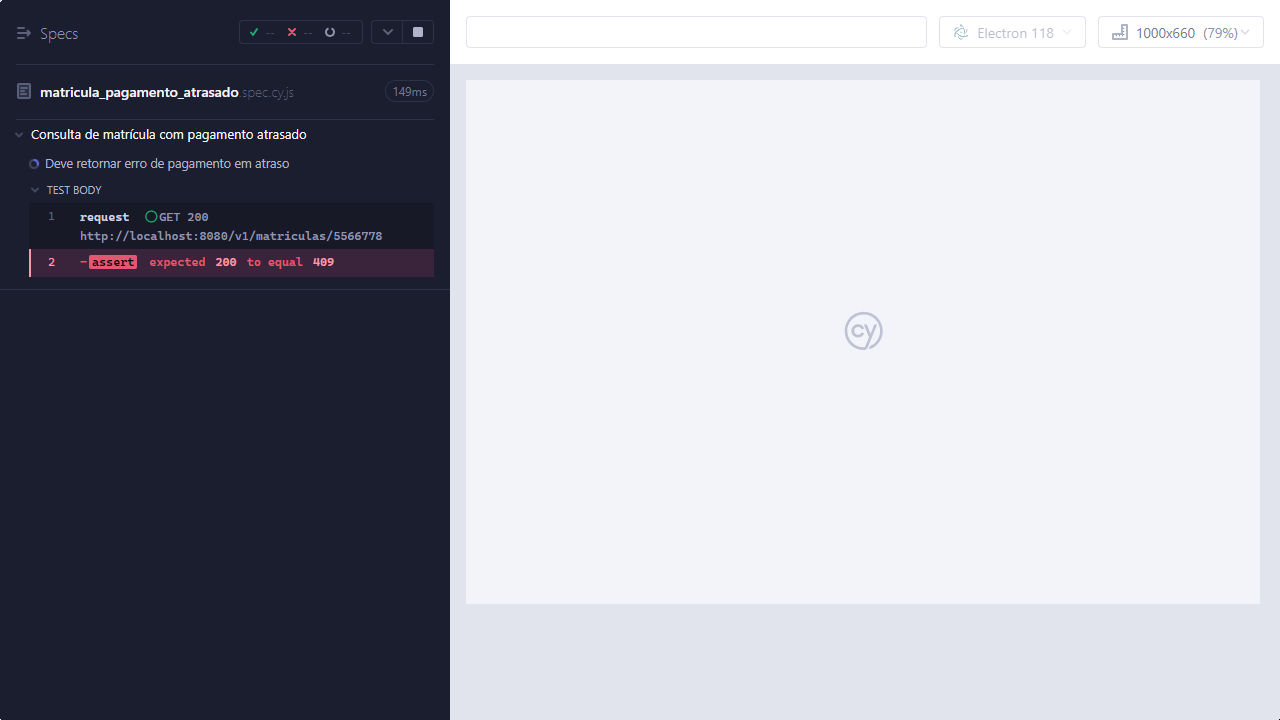 Specs
-- -- --
Electron 118
1000x660 (79%)
matricula_pagamento_atrasado.spec.cy.js 149ms
Consulta de matrícula com pagamento atrasado
Deve retornar erro de pagamento em atraso
TEST BODY
1 request GET 200
http://localhost:8080/v1/matriculas/5566778
2 -assert expected 200 to equal 409
cy